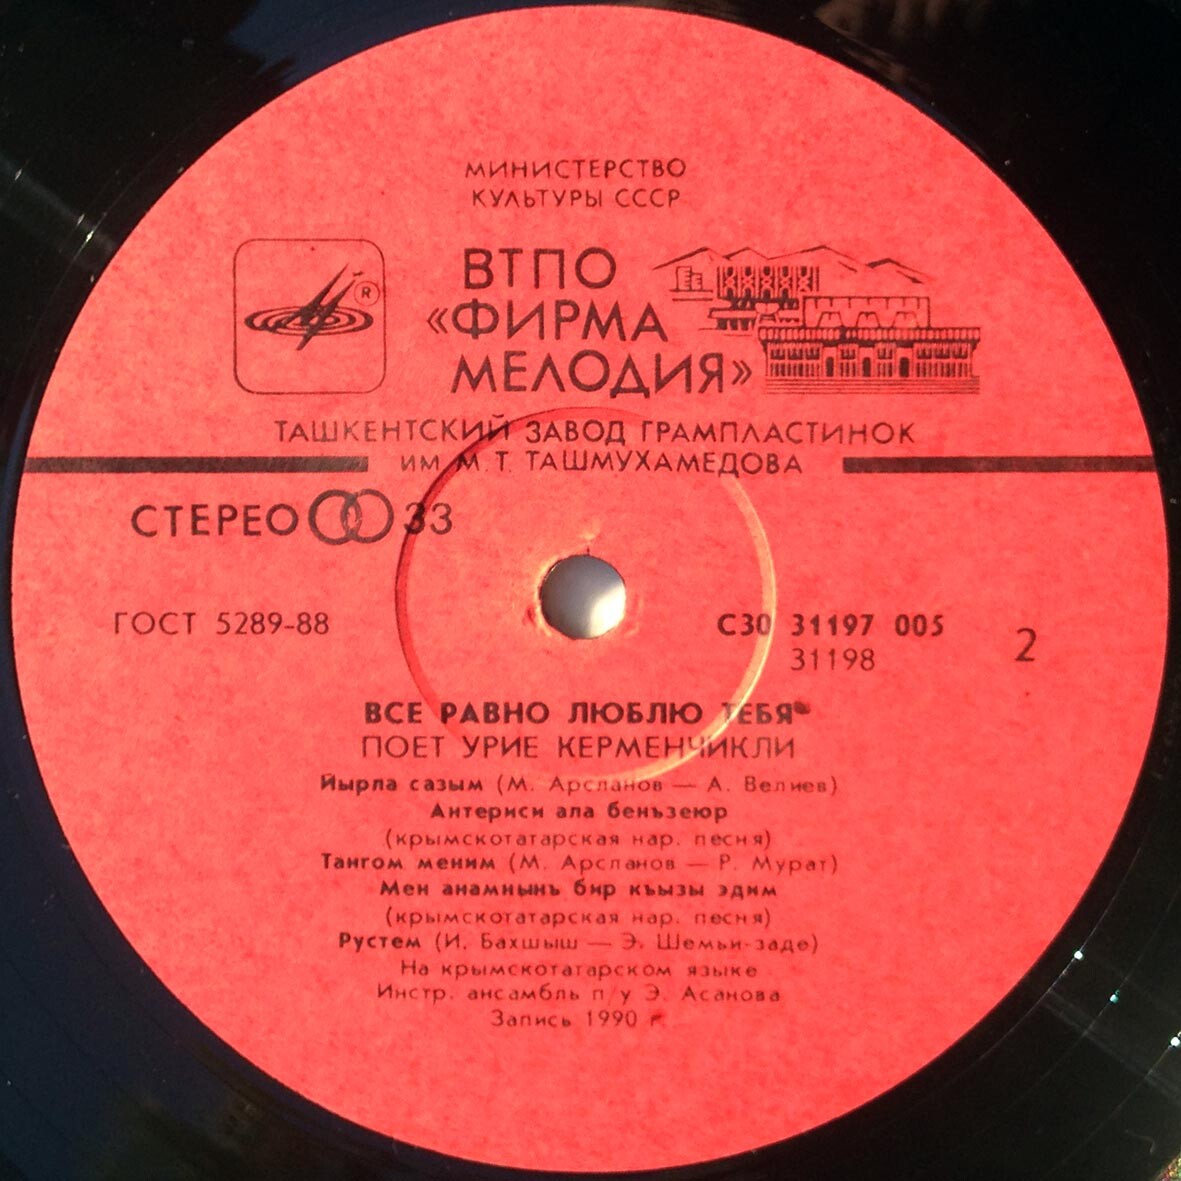 МИНИСТЕРСТВО
КУЛЬТУРЫ СССР
ВТПО
«ФИРМА
МЕЛОДИЯ»
R
ТАШКЕНТСКИЙ ЗАВОД ГРАМПЛАСТИНОК
ИМ М. Т. ТАШМУХАМЕДОВА
СТЕРЕО 33
ГОСТ 5289-88
С30 31197 005
31198
2
ВСЕ РАВНО ЛЮБЛЮ ТЕБЯ
ПОЕТ УРИЕ КЕРМЕНЧИКЛИ
Йырла сазым (М. Арсланов — А. Велиев)
Антериси ала бенъзеюр
(крымскотатарская нар. песня)
Тангом меним (М. Арсланов — Р. Мурат)
Мен анамнынъ бир къызы эдим
(крымскотатарская нар. песня)
Рустем (И. Бахшыш — Э. Шемьи-заде)
На крымскотатарском языке
Инстр. ансамбль п/у Э. Асанова
Запись 1990 г.